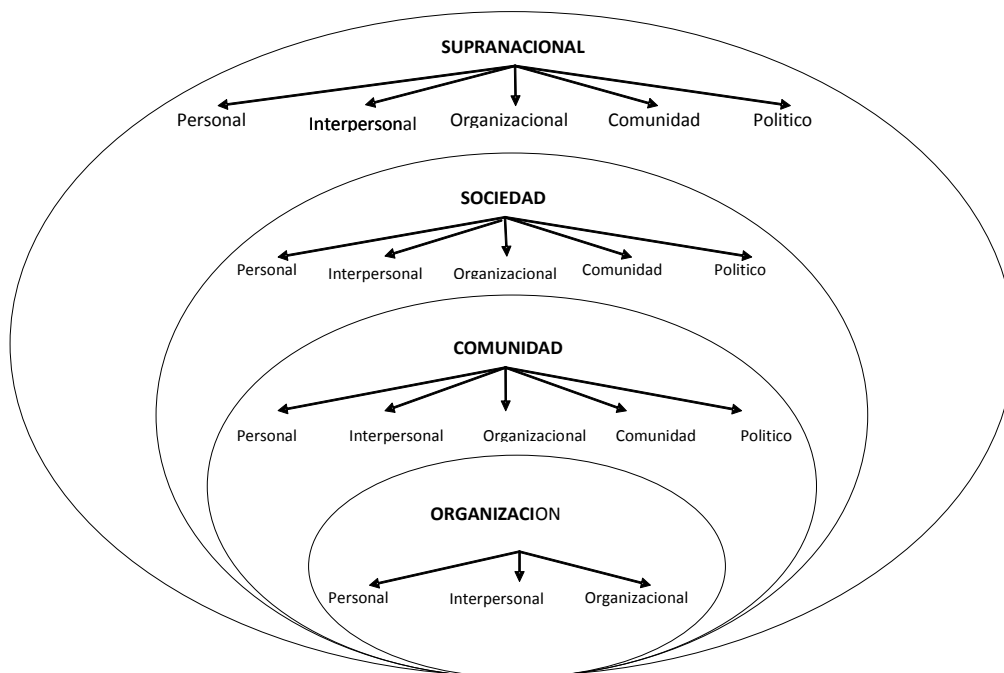 SUPRANACIONAL
Personal Interpersonal Organizacional Comunidad Politico
SOCIEDAD
Personal Interpersonal Organizacional Comunidad Politico
COMUNIDAD
Personal Interpersonal Organizacional Comunidad Politico
ORGANIZACION
Personal Interpersonal Organizacional